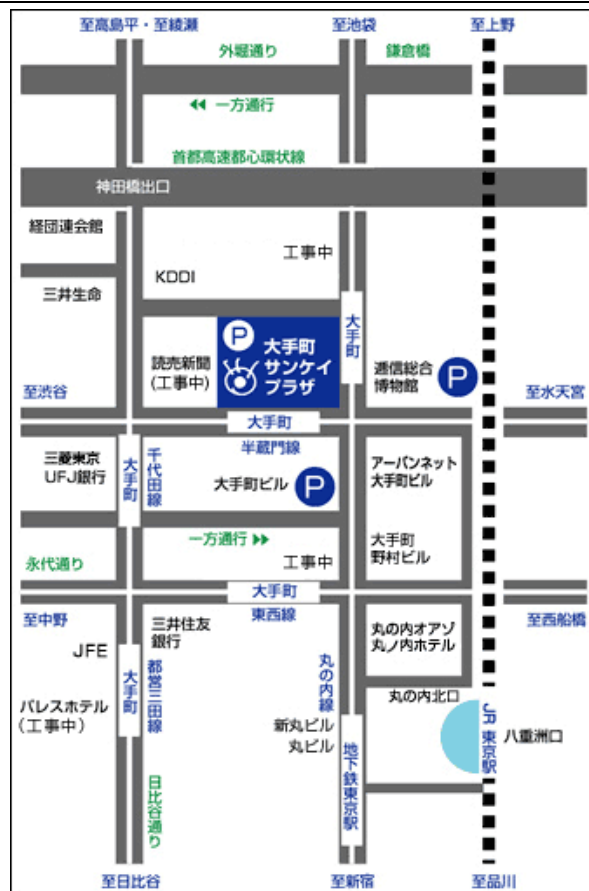 至高島平・至綾瀬
至池袋
至上野
外堀通り
鎌倉橋
一方通行
首都高速都心環状線
神田橋出口
経団連会館
工事中
KDDI
三井生命
大手町
P
大手町
サンケイ
プラザ
読売新聞
(工事中)
逓信総合
博物館
P
至渋谷
至水天宮
大手町
半蔵門線
三菱東京
UFJ銀行
大手町
千代田線
大手町ビル
P
アーバンネット
大手町ビル
一方通行
工事中
大手町
野村ビル
永代通り
大手町
東西線
至中野
至西船橋
三井住友
銀行
丸の内オアゾ
丸ノ内ホテル
JFE
大手町
都営三田線
丸の内線
丸の内北口
パレスホテル
(工事中)
新丸ビル
丸ビル
地下鉄東京駅
JR 東京駅
八重洲口
日比谷通り
至日比谷
至新宿
至品川